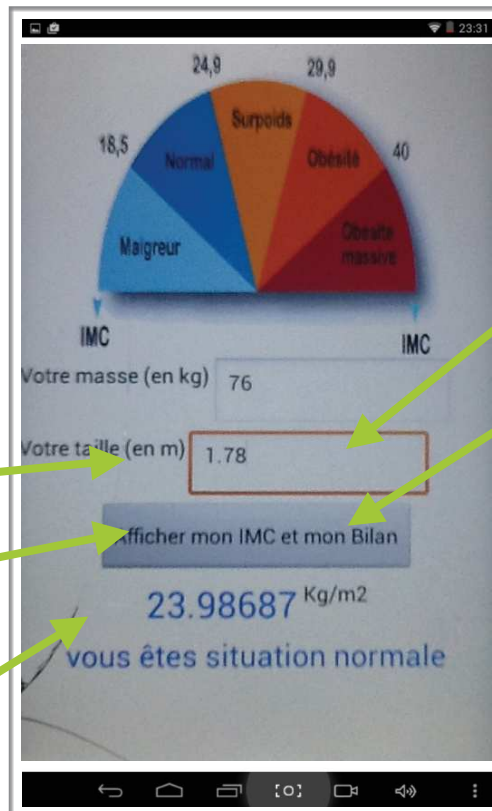 23:31
24,9 29,9
18,5 Normal Surpoids Obésité 40
Maigreur Obésité
massive
IMC IMC
Votre masse (en kg) 76
Votre taille (en m) 1.78
Afficher mon IMC et mon Bilan
23.98687 Kg/m2
vous êtes situation normale